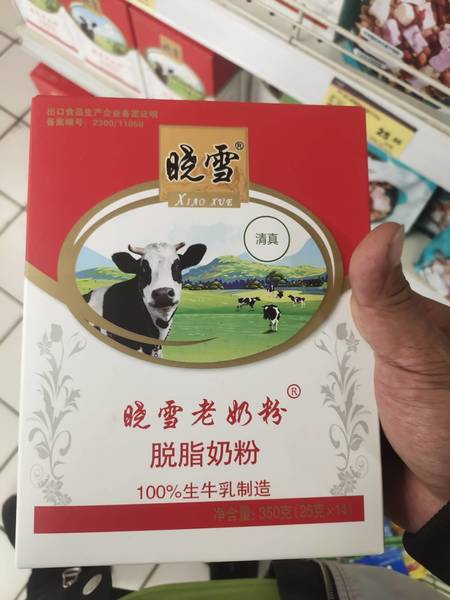 出口食品生产企业备案证明
备案编号：2300/11060
晓雪®
XIAO XUE
清真
晓雪老奶粉®
脱脂奶粉
100%生牛乳制造
净含量：350克（25克×14）
25.